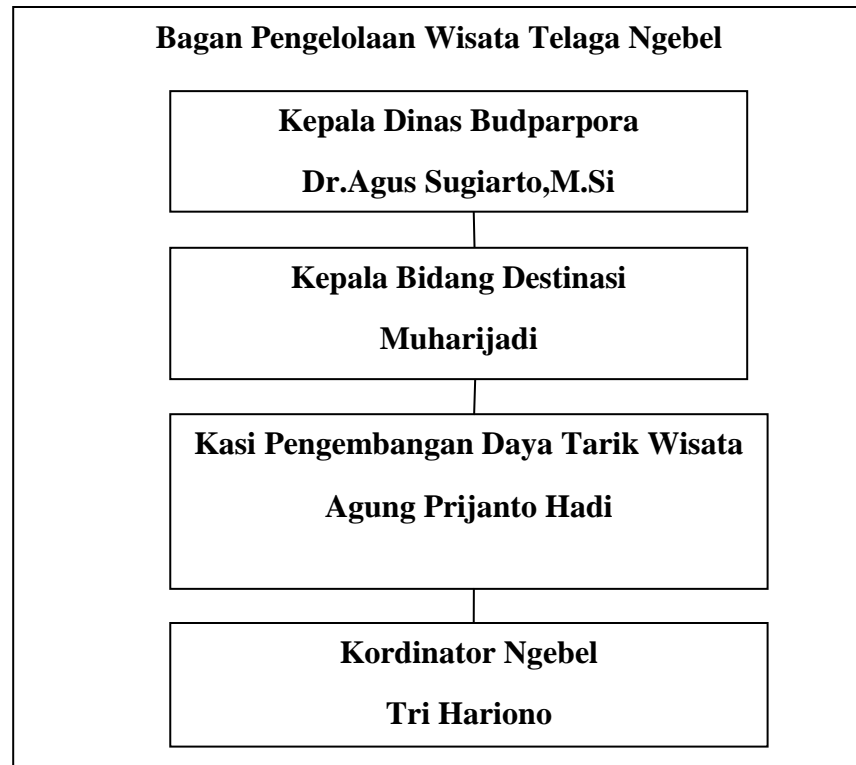 Bagan Pengelolaan Wisata Telaga Ngebel
Kepala Dinas Budparpora
Dr.Agus Sugiarto,M.Si
Kepala Bidang Destinasi
Muharijadi
Kasi Pengembangan Daya Tarik Wisata
Agung Prijanto Hadi
Kordinator Ngebel
Tri Hariono